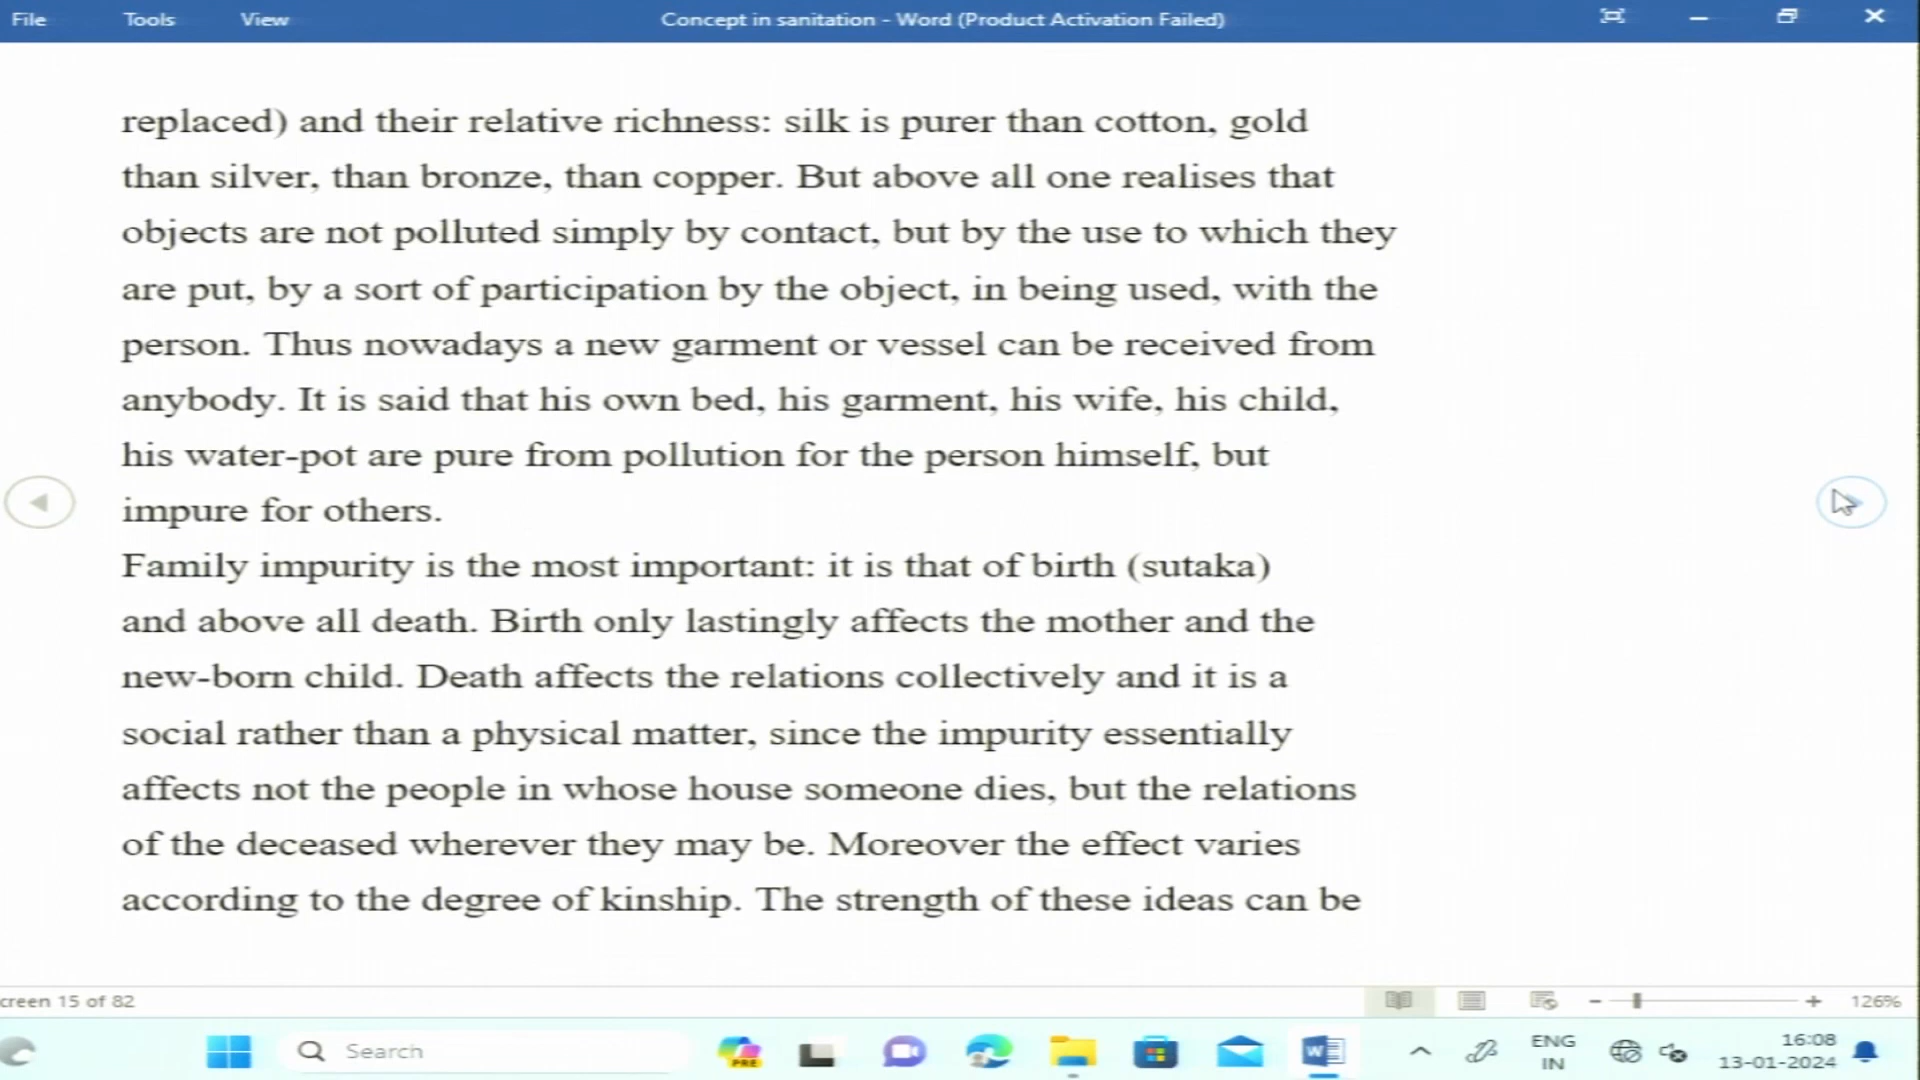 File Tools View Concept in sanitation - Word (Product Activation Failed)
replaced) and their relative richness: silk is purer than cotton, gold
than silver, than bronze, than copper. But above all one realises that
objects are not polluted simply by contact, but by the use to which they
are put, by a sort of participation by the object, in being used, with the
person. Thus nowadays a new garment or vessel can be received from
anybody. It is said that his own bed, his garment, his wife, his child,
his water-pot are pure from pollution for the person himself, but
impure for others.
Family impurity is the most important: it is that of birth (sutaka)
and above all death. Birth only lastingly affects the mother and the
new-born child. Death affects the relations collectively and it is a
social rather than a physical matter, since the impurity essentially
affects not the people in whose house someone dies, but the relations
of the deceased wherever they may be. Moreover the effect varies
according to the degree of kinship. The strength of these ideas can be
creen 15 of 82 126%
Search PRE W ENG 16:08
IN 13-01-2024